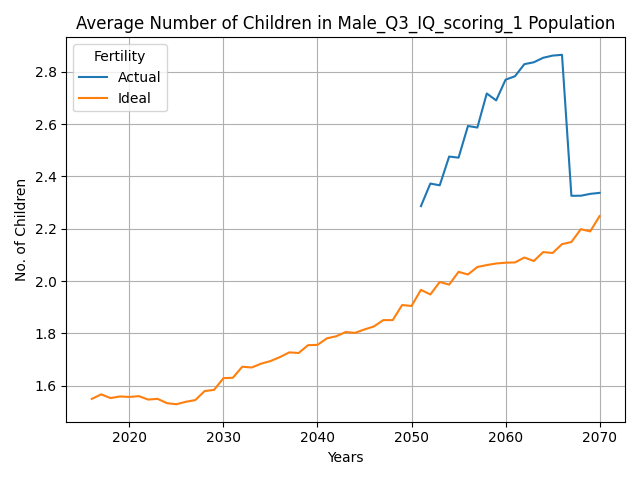 Average Number of Children in Male_Q3_IQ_scoring_1 Population
Fertility
Actual
Ideal
No. of Children
2.8
2.6
2.4
2.2
2.0
1.8
1.6
2020 2030 2040 2050 2060 2070
Years